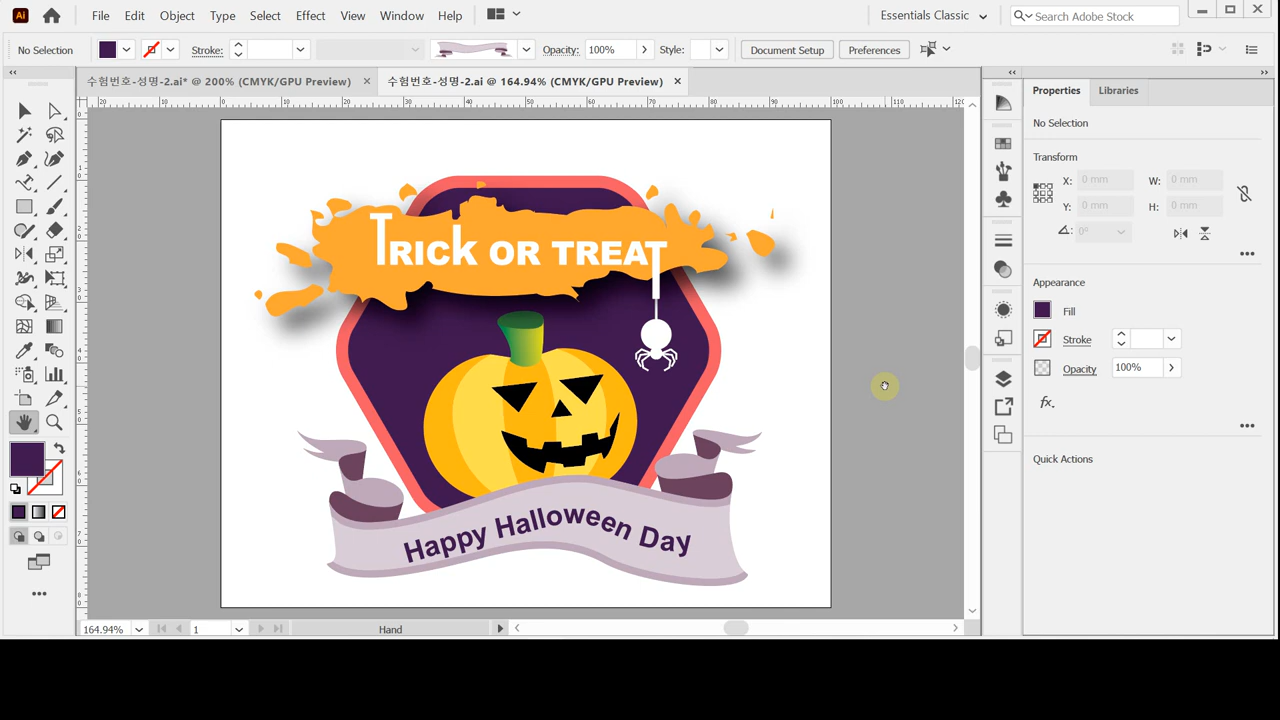 Ai File Edit Object Type Select Effect View Window Help Essentials Classic Search Adobe Stock
No Selection Stroke: Opacity: 100% Style: Document Setup Preferences
수험번호-성명-2.ai* @ 200% (CMYK/GPU Preview) × 수험번호-성명-2.ai @ 164.94% (CMYK/GPU Preview) ×
Properties Libraries
No Selection
Transform
X: 0 mm W: 0 mm
Y: 0 mm H: 0 mm
0°
Appearance
Fill
Stroke
Opacity 100%
fx.
Quick Actions
Trick or treaT
Happy Halloween Day
164.94% 1 Hand